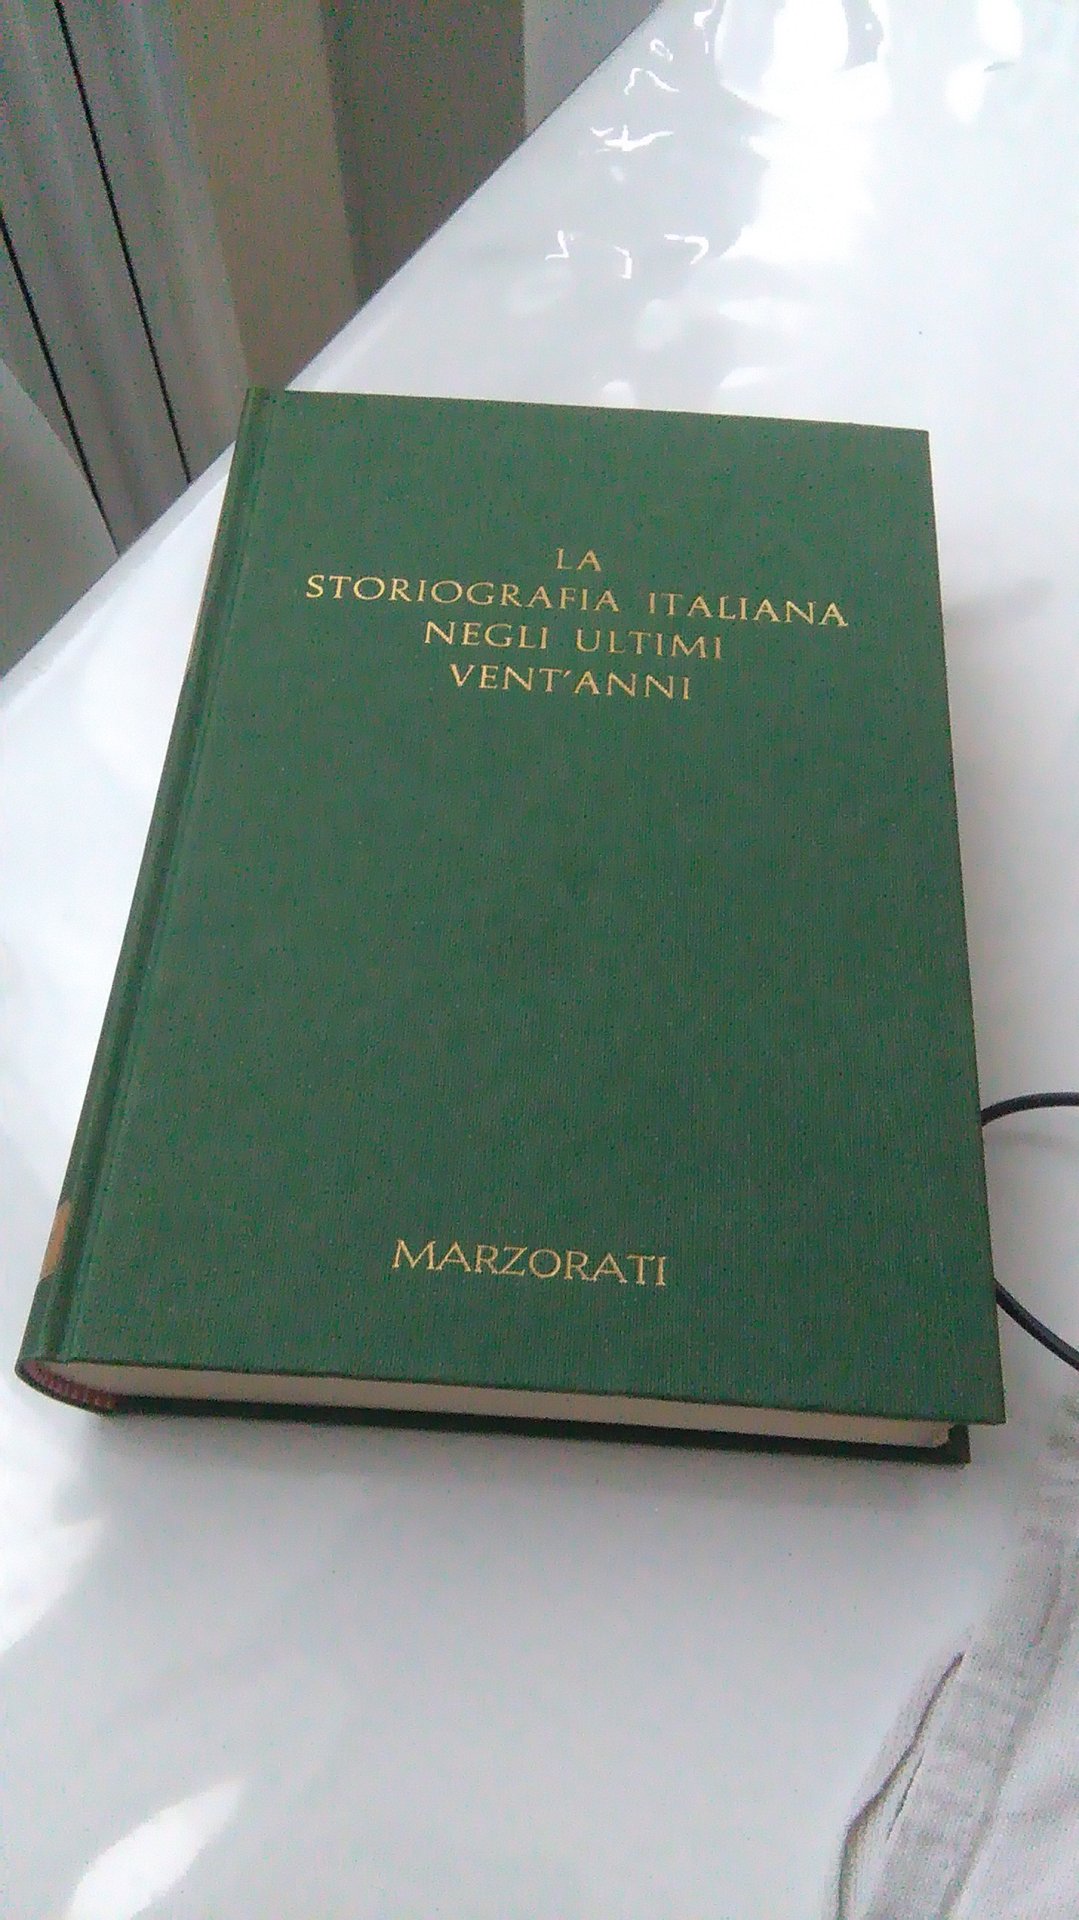 LA
STORIOGRAFIA ITALIANA
NEGLI ULTIMI
VENT'ANNI
MARZORATI